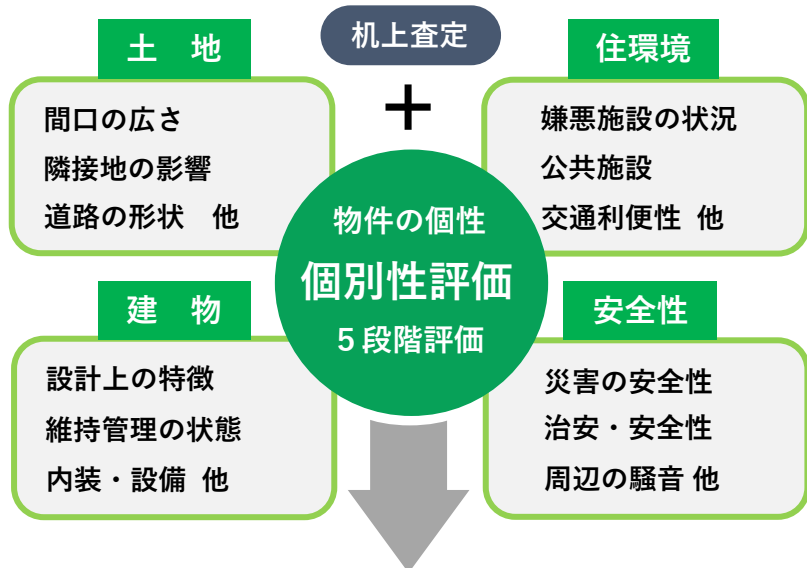 机上査定
＋
土　地
間口の広さ
隣接地の影響
道路の形状　他
住環境
嫌悪施設の状況
公共施設
交通利便性 他
物件の個性
個別性評価
５段階評価
建　物
設計上の特徴
維持管理の状態
内装・設備 他
安全性
災害の安全性
治安・安全性
周辺の騒音 他